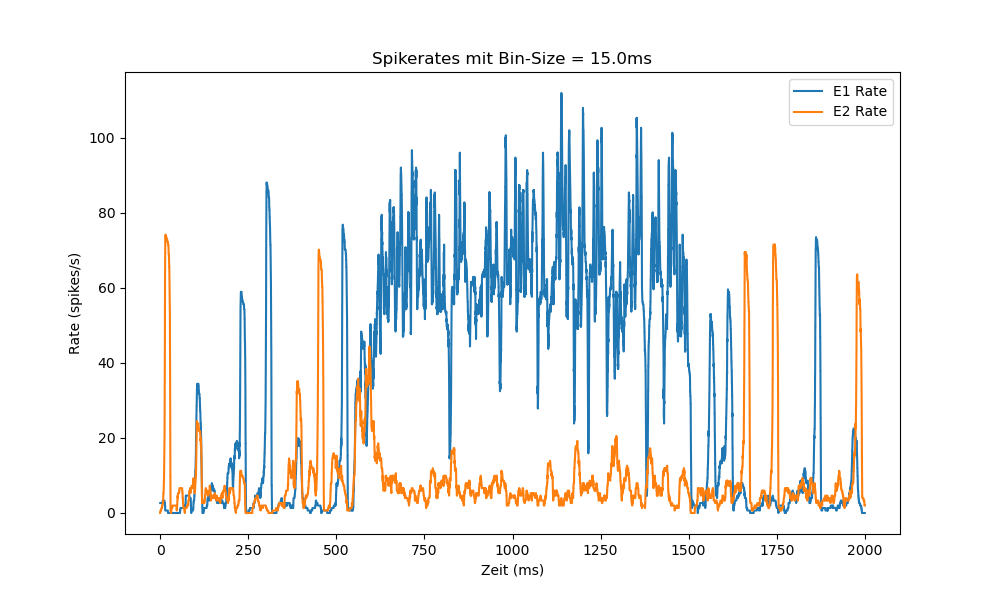 Spikerates mit Bin-Size = 15.0ms
E1 Rate
E2 Rate
Rate (spikes/s)
100
80
60
40
20
0
0 250 500 750 1000 1250 1500 1750 2000
Zeit (ms)